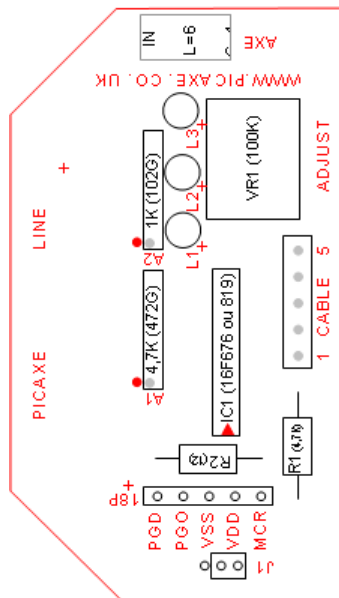 IN
L=6
AXE
WWW.PICAXE.CO.UK
L3+
L2+
L1+
1K (102G)
A2
VR1 (100K)
ADJUST
+
LINE
PICAXE
4,7K (472G)
A1
IC1 (16F676 ou 819)
1 CABLE 5
R2
R1 (4.7K)
18P
+
PGD
PGO
VSS
VDD
MCR
J1